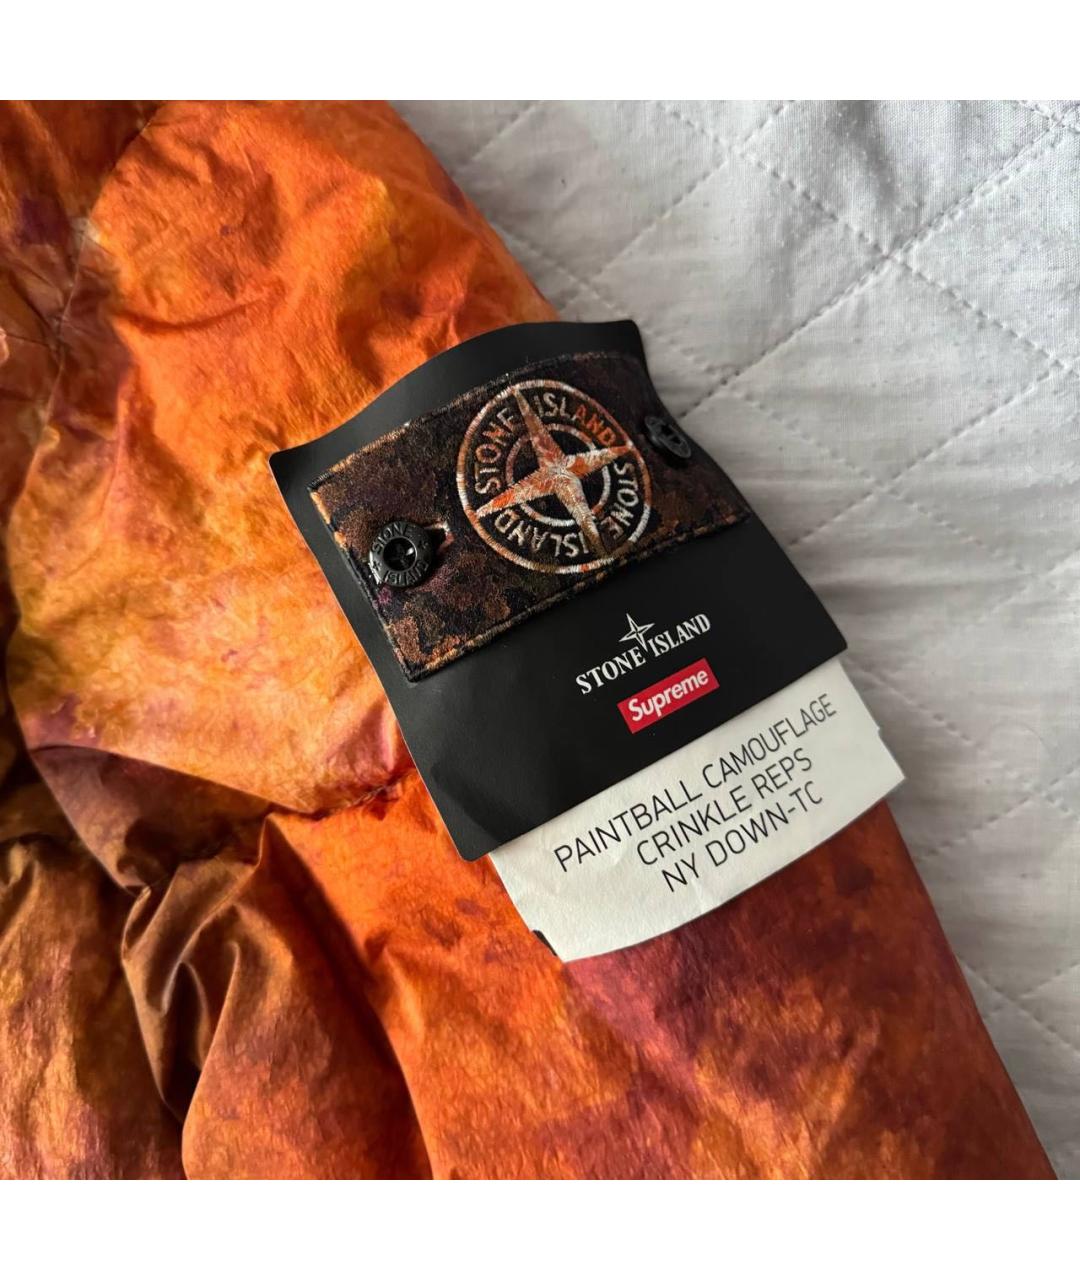 STONE ISLAND
STONE ISLAND
STONE
ISLAND
STONE ISLAND
Supreme
PAINTBALL CAMOUFLAGE
CRINKLE REPS
NY DOWN-TC